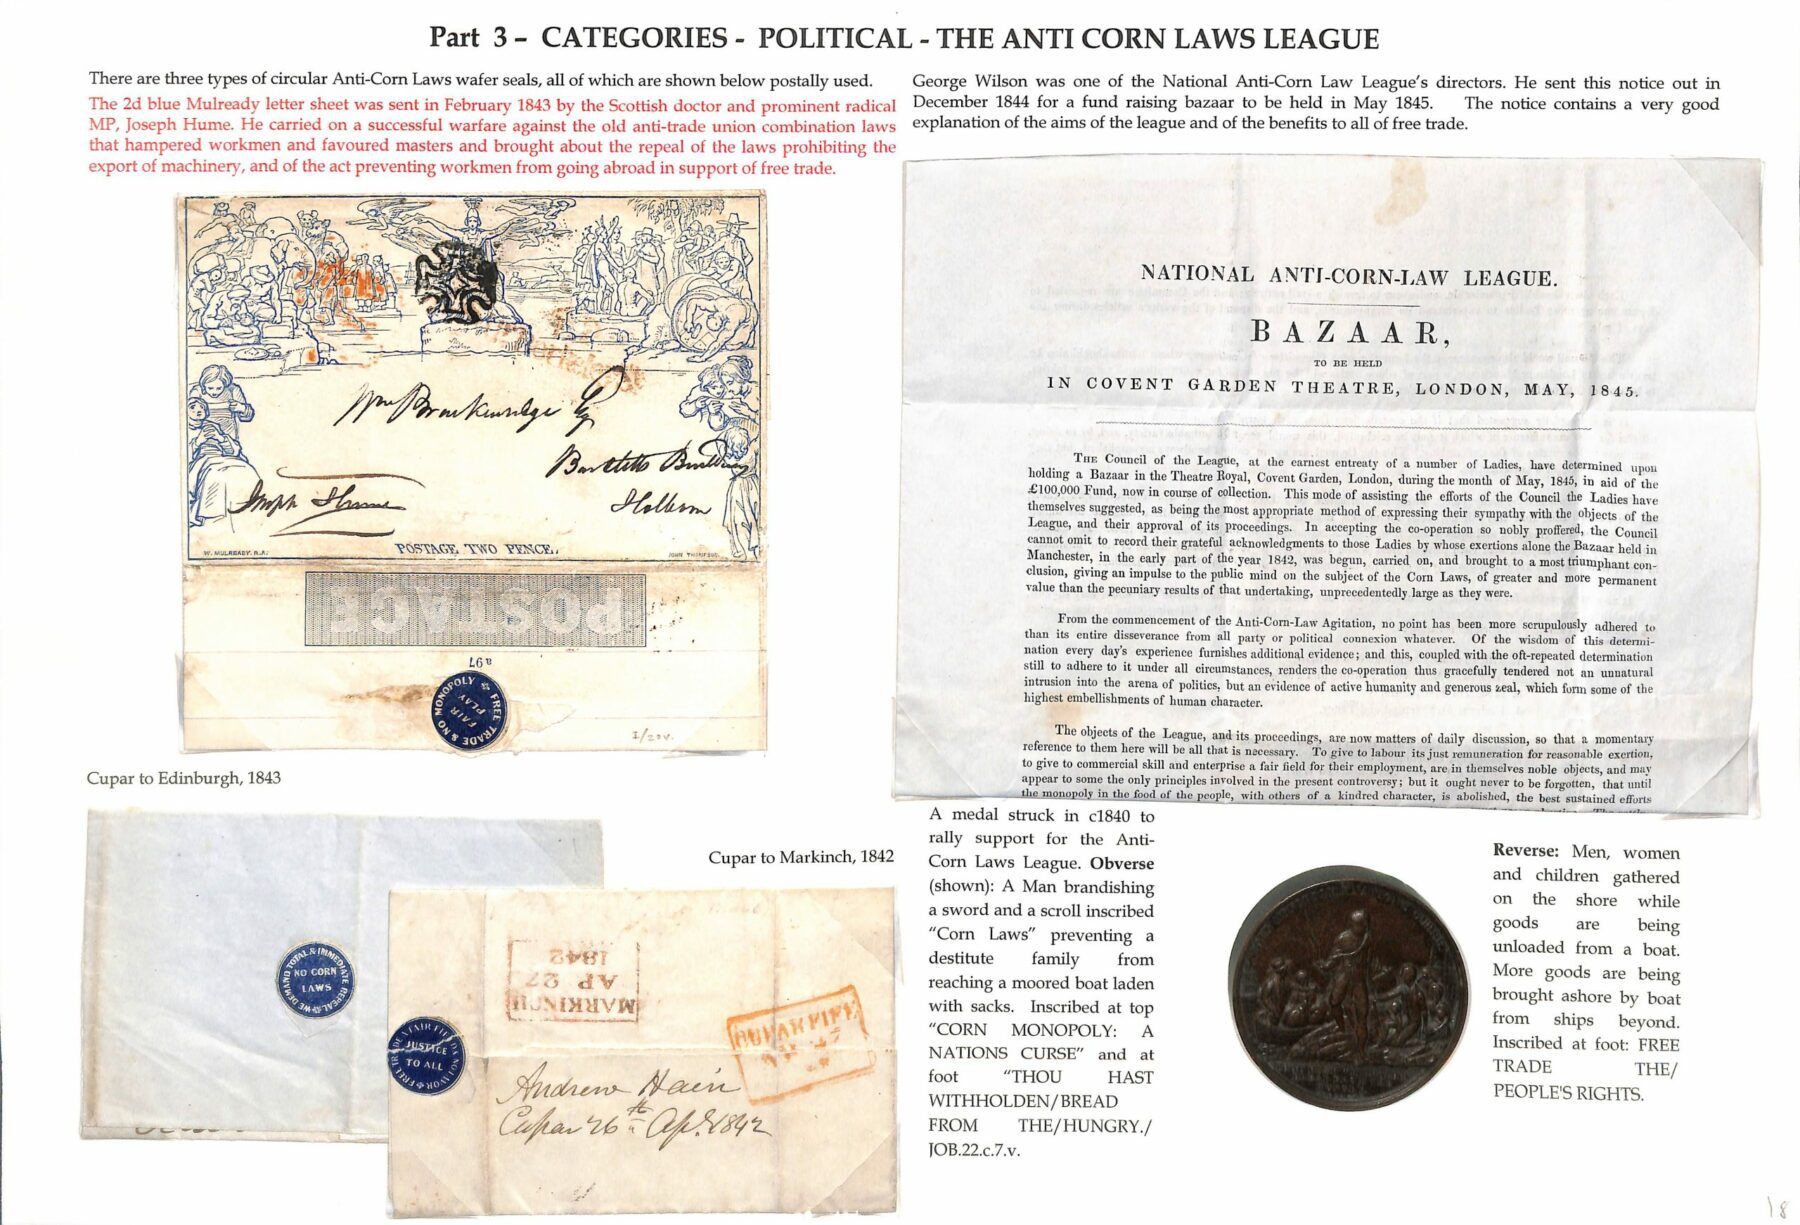 Part 3 – CATEGORIES - POLITICAL - THE ANTI CORN LAWS LEAGUE
There are three types of circular Anti-Corn Laws wafer seals, all of which are shown below postally used.
The 2d blue Mulready letter sheet was sent in February 1843 by the Scottish doctor and prominent radical
MP, Joseph Hume. He carried on a successful warfare against the old anti-trade union combination laws
that hampered workmen and favoured masters and brought about the repeal of the laws prohibiting the
export of machinery, and of the act preventing workmen from going abroad in support of free trade.
George Wilson was one of the National Anti-Corn Law League's directors. He sent this notice out in
December 1844 for a fund raising bazaar to be held in May 1845. The notice contains a very good
explanation of the aims of the league and of the benefits to all of free trade.
Wm Brackenridge Esq
Bartletts Buildings
Holborn
Joseph Hume
W. MULREADY. R.A.
POSTAGE TWO PENCE.
JOHN THOMPSON
POSTAGE
a 97
FREE TRADE & NO MONOPOLY
FAIR
PLAY
Cupar to Edinburgh, 1843
WE DEMAND TOTAL & IMMEDIATE REPEAL
NO CORN
LAWS
Cupar to Markinch, 1842
JUSTICE
TO ALL
MARKINCH
AP 27
1842
CUPAR FIFE
Andrew Hain
Cupar 26th Apl. 1842
NATIONAL ANTI-CORN-LAW LEAGUE.
BAZAAR,
TO BE HELD
IN COVENT GARDEN THEATRE, LONDON, MAY, 1845.
THE Council of the League, at the earnest entreaty of a number of Ladies, have determined upon
holding a Bazaar in the Theatre Royal, Covent Garden, London, during the month of May, 1845, in aid of the
£100,000 Fund, now in course of collection. This mode of assisting the efforts of the Council the Ladies have
themselves suggested, as being the most appropriate method of expressing their sympathy with the objects of the
League, and their approval of its proceedings. In accepting the co-operation so nobly proffered, the Council
cannot omit to record their grateful acknowledgments to those Ladies by whose exertions alone the Bazaar held in
Manchester, in the early part of the year 1842, was begun, carried on, and brought to a most triumphant con-
clusion, giving an impulse to the public mind on the subject of the Corn Laws, of greater and more permanent
value than the pecuniary results of that undertaking, unprecedentedly large as they were.
From the commencement of the Anti-Corn-Law Agitation, no point has been more scrupulously adhered to
than its entire disseverance from all party or political connexion whatever. Of the wisdom of this determi-
nation every day's experience furnishes additional evidence; and this, coupled with the oft-repeated determination
still to adhere to it under all circumstances, renders the co-operation thus gracefully tendered not an unnatural
intrusion into the arena of politics, but an evidence of active humanity and generous zeal, which form some of the
highest embellishments of human character.
The objects of the League, and its proceedings, are now matters of daily discussion, so that a momentary
reference to them here will be all that is necessary. To give to labour its just remuneration for reasonable exertion,
to give to commercial skill and enterprise a fair field for their employment, are in themselves noble objects, and may
appear to some the only principles involved in the present controversy; but it ought never to be forgotten, that until
the monopoly in the food of the people, with others of a kindred character, is abolished, the best sustained efforts
A medal struck in c1840 to
rally support for the Anti-
Corn Laws League. Obverse
(shown): A Man brandishing
a sword and a scroll inscribed
"Corn Laws" preventing a
destitute family from
reaching a moored boat laden
with sacks. Inscribed at top
"CORN MONOPOLY: A
NATIONS CURSE" and at
foot "THOU HAST
WITHHOLDEN/BREAD
FROM THE/HUNGRY./
JOB.22.c.7.v.
Reverse: Men, women
and children gathered
on the shore while
goods are being
unloaded from a boat.
More goods are being
brought ashore by boat
from ships beyond.
Inscribed at foot: FREE
TRADE THE/
PEOPLE'S RIGHTS.
18